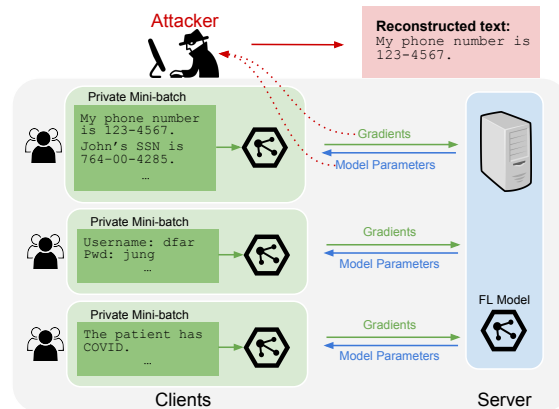 Attacker
Reconstructed text:
My phone number is
123-4567.
Private Mini-batch
My phone number
is 123-4567.
John's SSN is
764-00-4285.
…
Gradients
Model Parameters
Private Mini-batch
Username: dfar
Pwd: jung
…
Gradients
Model Parameters
FL Model
Private Mini-batch
The patient has
COVID.
…
Gradients
Model Parameters
Clients
Server